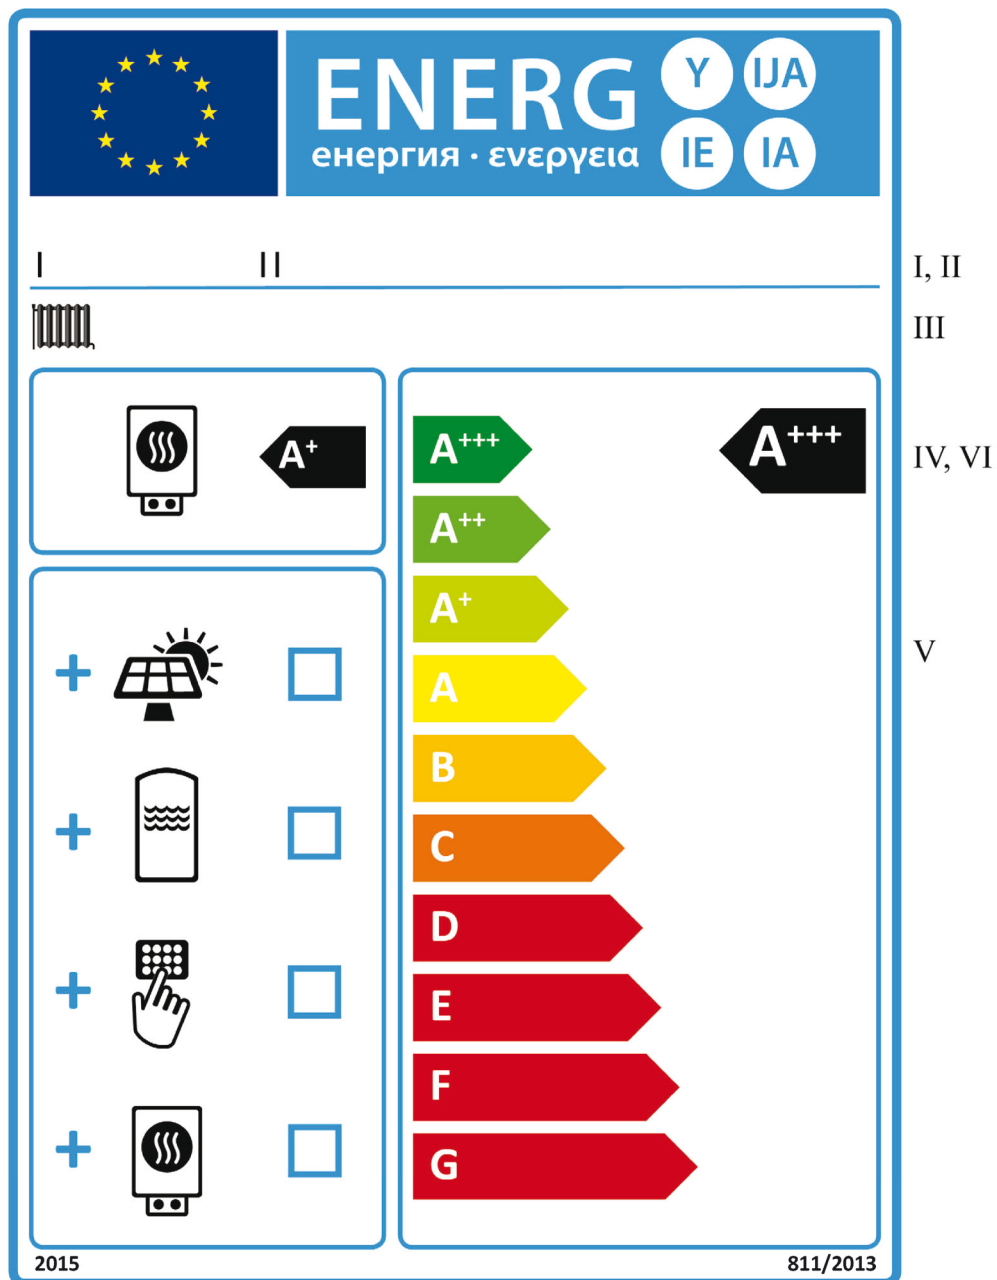 ENERG Y IJA
енергия · ενεργεια IE IA
I II I, II
III
A+ A+++ A+++ IV, VI
A++
A+
A V
B
C
D
E
F
G
2015 811/2013